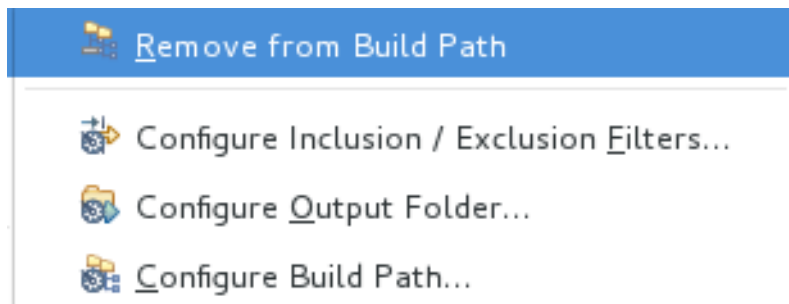 Remove from Build Path
Configure Inclusion / Exclusion Filters...
Configure Output Folder...
Configure Build Path...